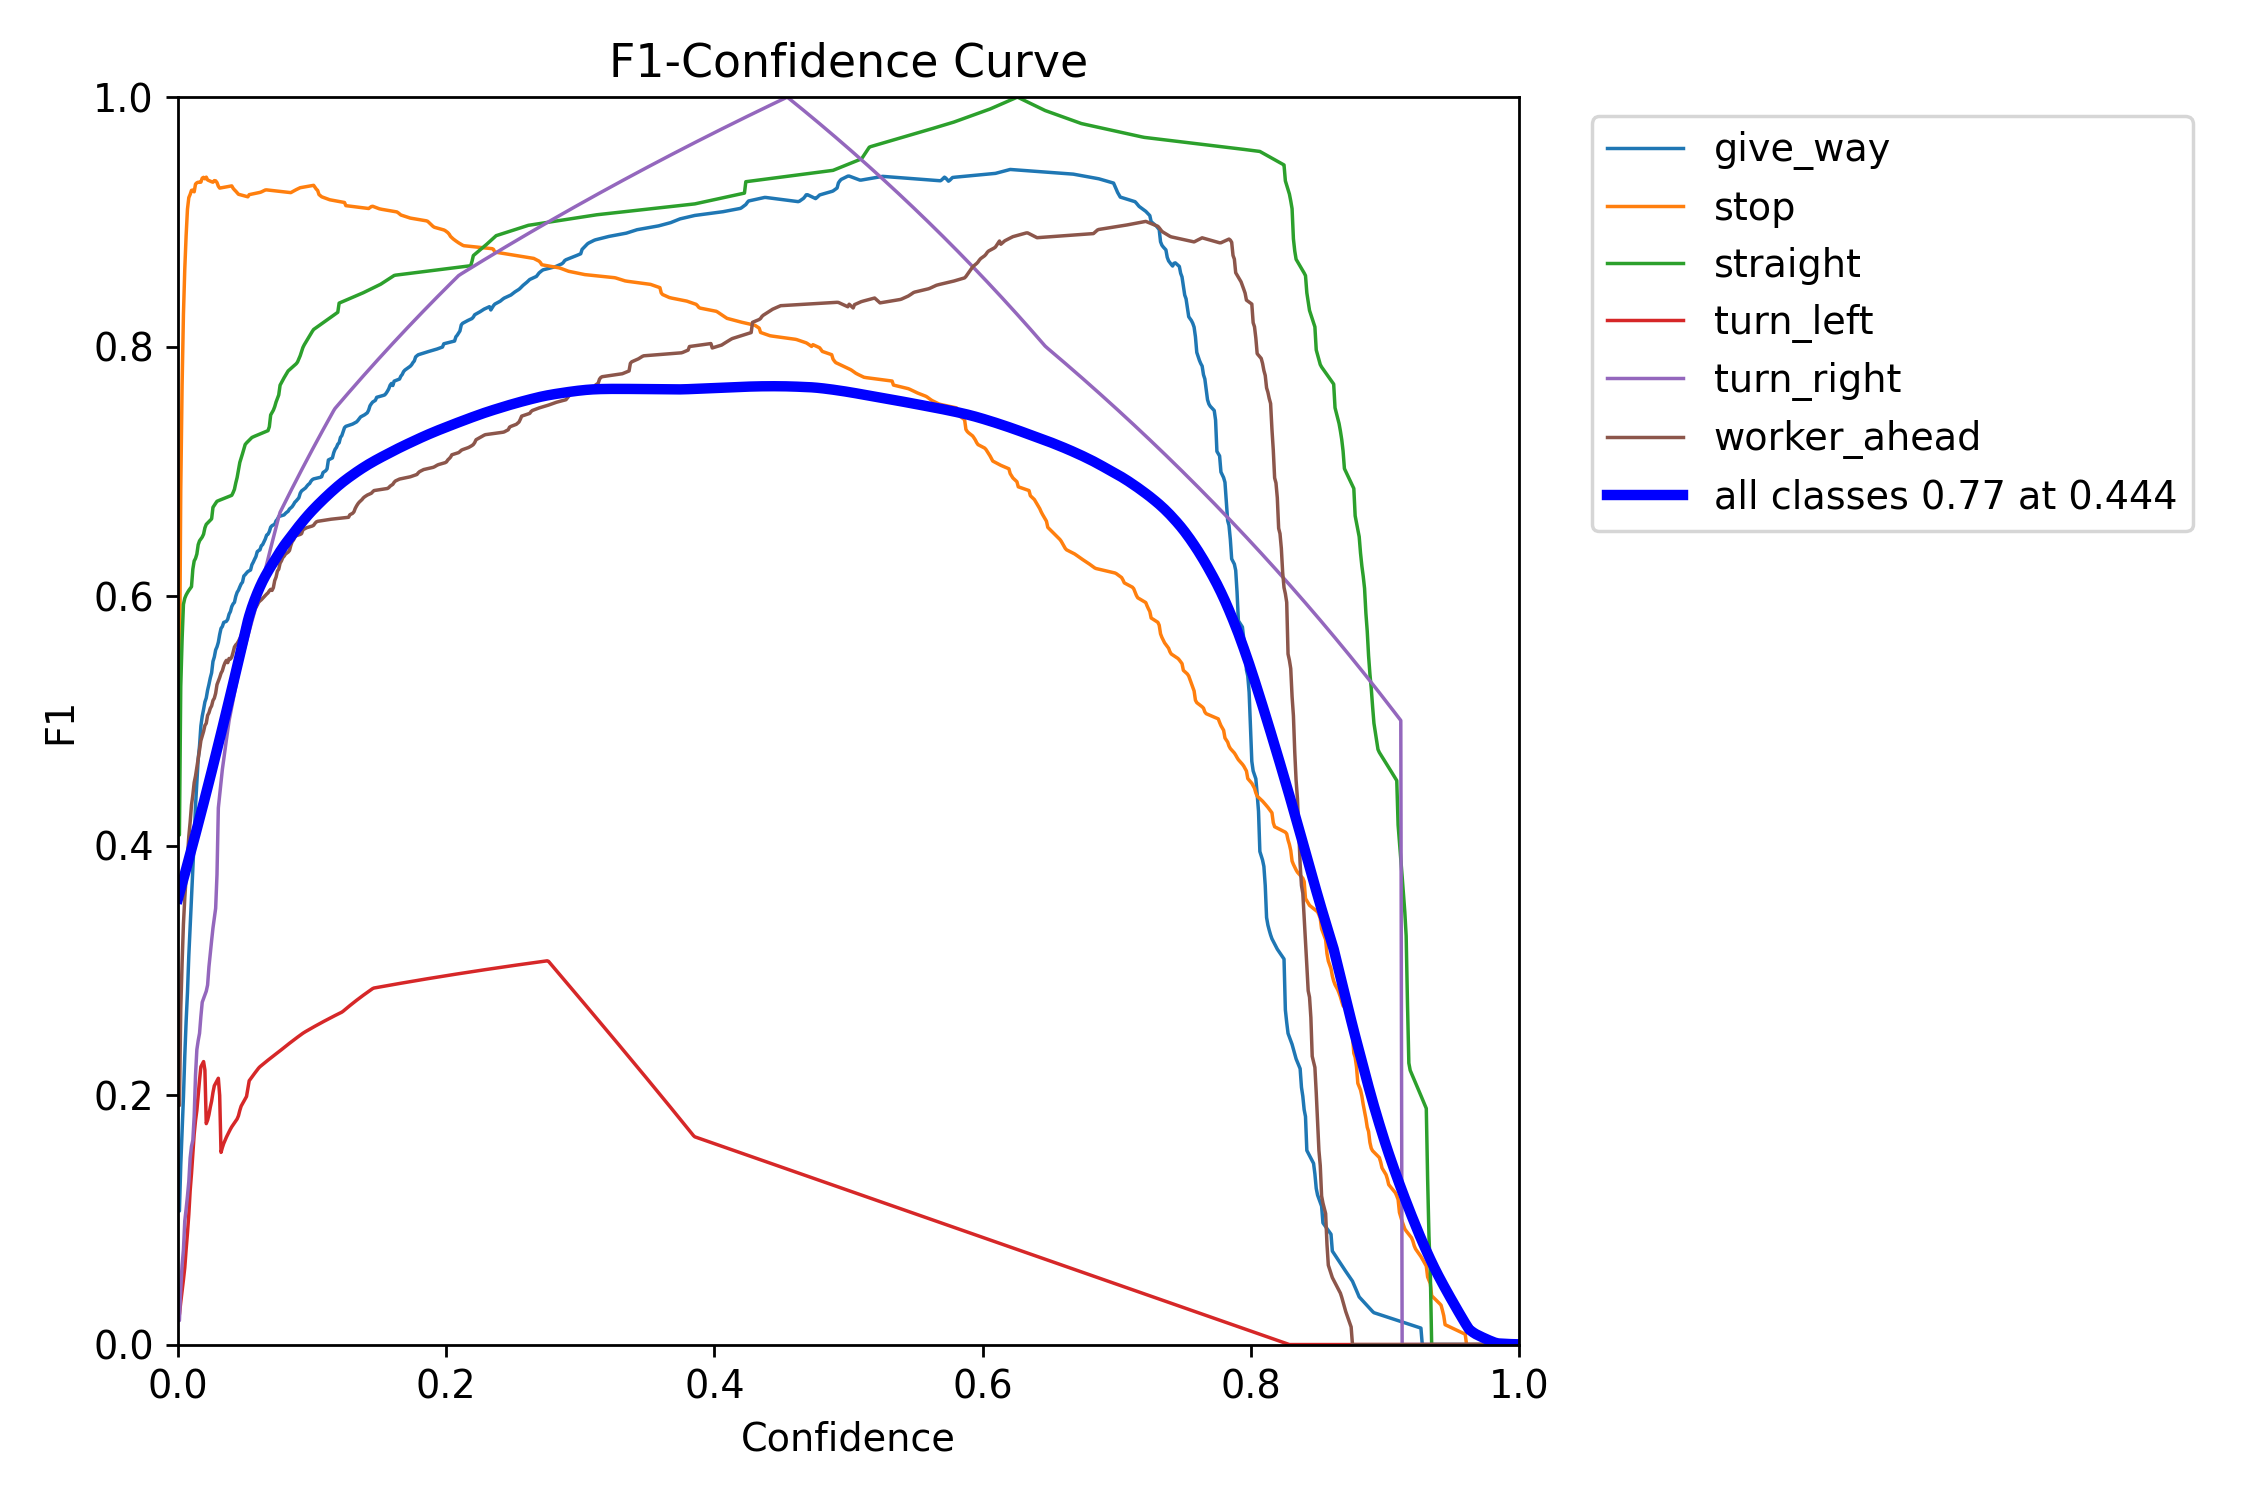 F1-Confidence Curve
1.0
0.8
0.6
0.4
0.2
0.0
F1
0.0 0.2 0.4 0.6 0.8 1.0
Confidence
give_way
stop
straight
turn_left
turn_right
worker_ahead
all classes 0.77 at 0.444